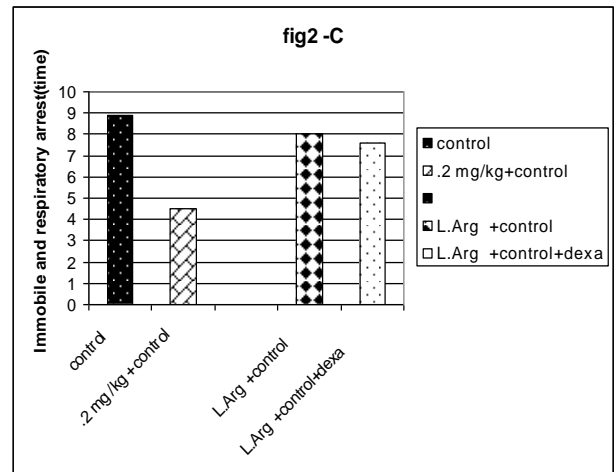 fig2 -C
Immobile and respiratory arrest(time)
10
9
8
7
6
5
4
3
2
1
0
control
.2 mg/kg+control
L.Arg +control
L.Arg +control+dexa
control
.2 mg/kg+control
L.Arg +control
L.Arg +control+dexa